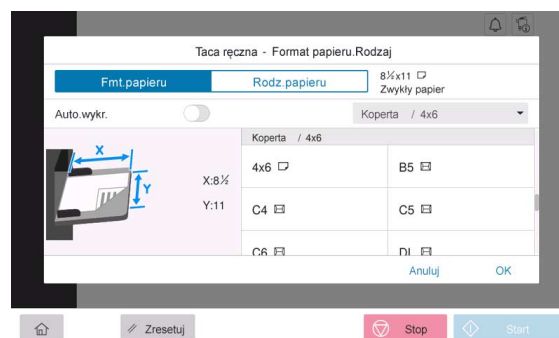 Taca ręczna - Format papieru.Rodzaj
Fmt.papieru
Rodz.papieru
8½x11
Zwykły papier
Auto.wykr.
Koperta / 4x6
Koperta / 4x6
X
Y
X:8½
Y:11
4x6
B5
C4
C5
C6
DL
Anuluj
OK
Zresetuj
Stop
Start